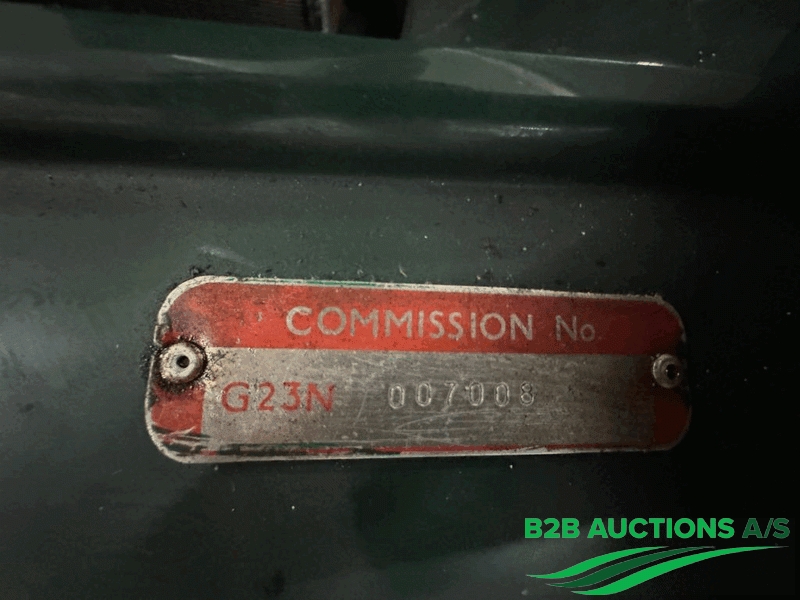 COMMISSION No.
G23N 007008
B2B AUCTIONS A/S